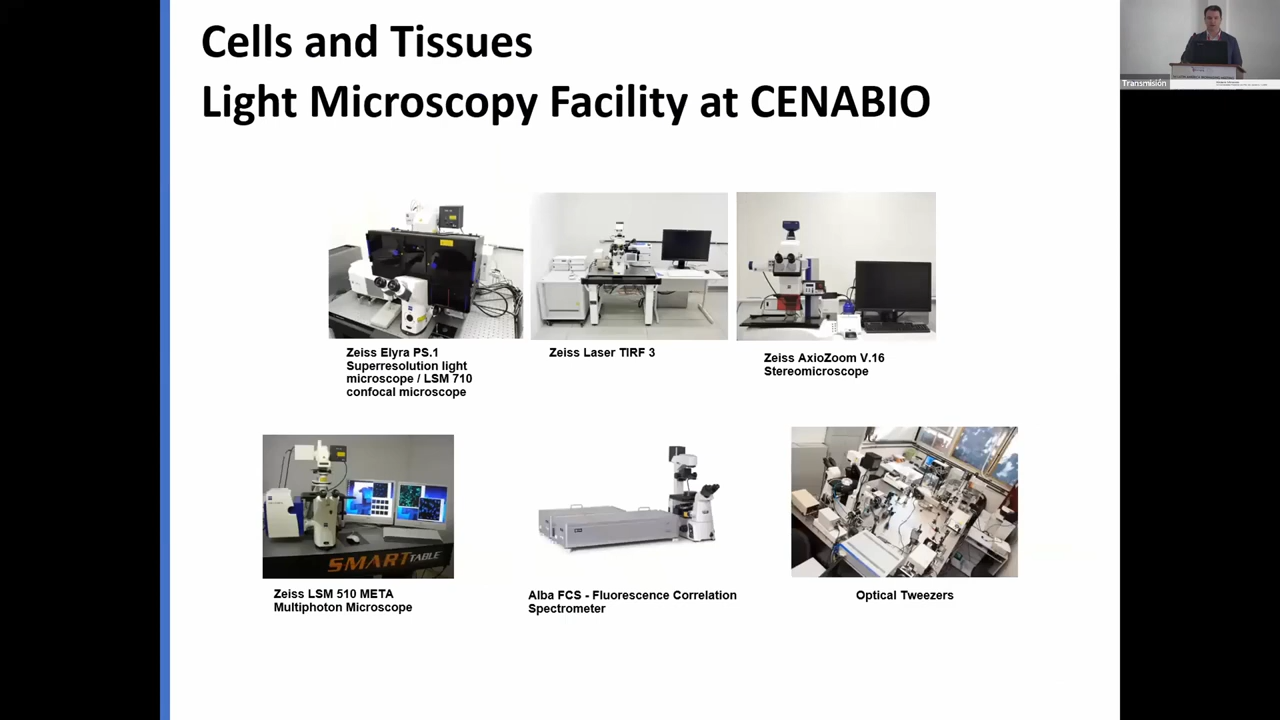 Cells and Tissues
Light Microscopy Facility at CENABIO
Transmisión
Zeiss Elyra PS.1
Superresolution light
microscope / LSM 710
confocal microscope
Zeiss Laser TIRF 3
Zeiss AxioZoom V.16
Stereomicroscope
SMARTTABLE
Zeiss LSM 510 META
Multiphoton Microscope
Alba FCS - Fluorescence Correlation
Spectrometer
Optical Tweezers